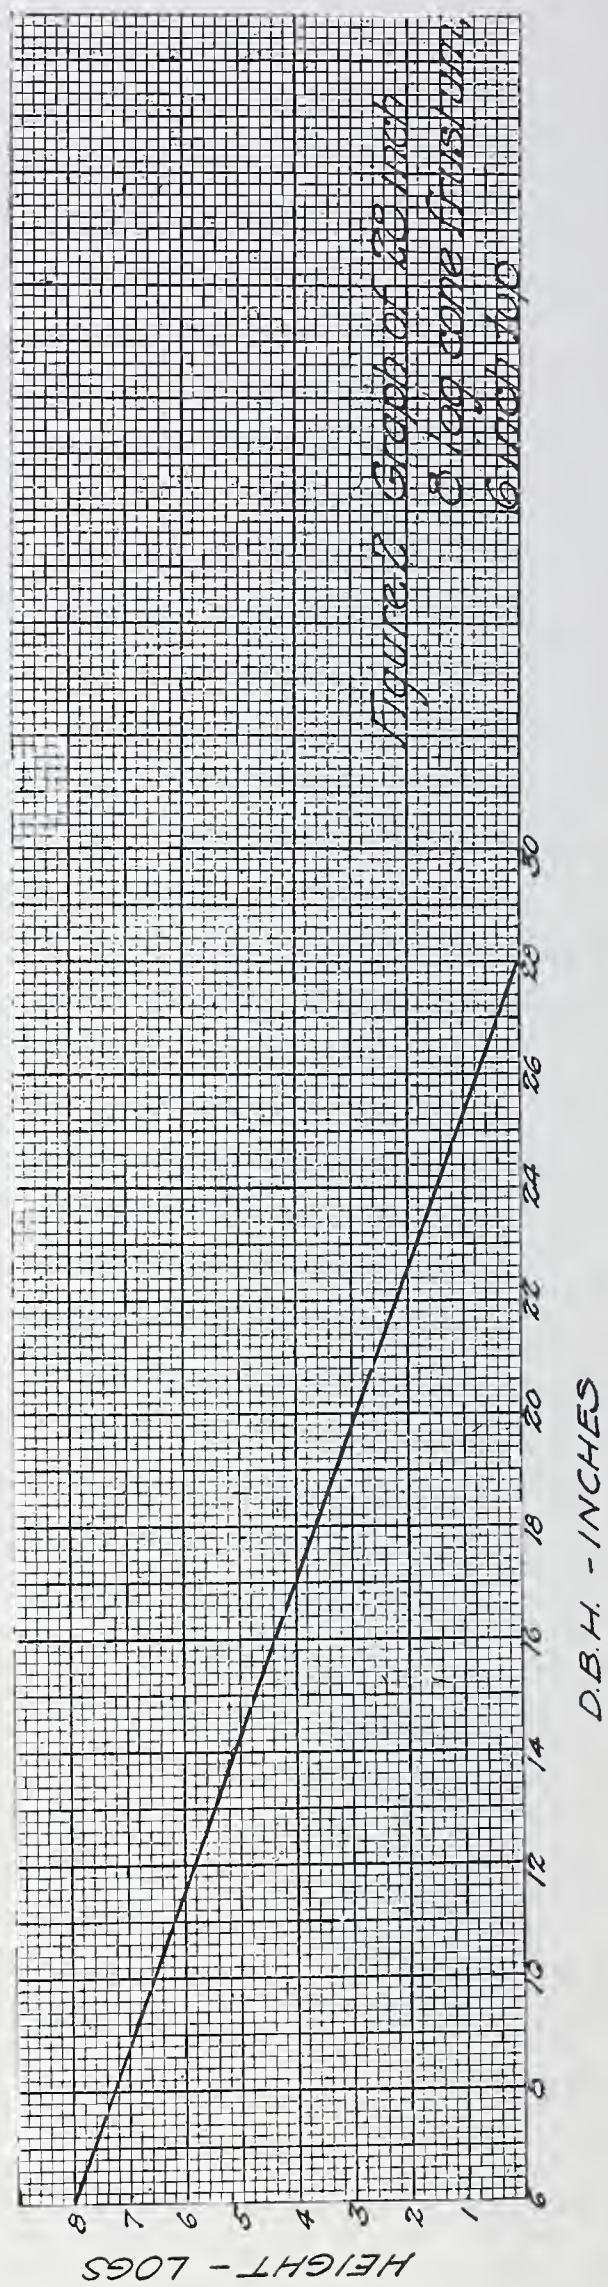 Figure 2 Graph of 28 inch
8 log cone frustum,
6 inch top
HEIGHT - LOGS
8
7
6
5
4
3
2
1
6 8 10 12 14 16 18 20 22 24 26 28 30
D.B.H. - INCHES